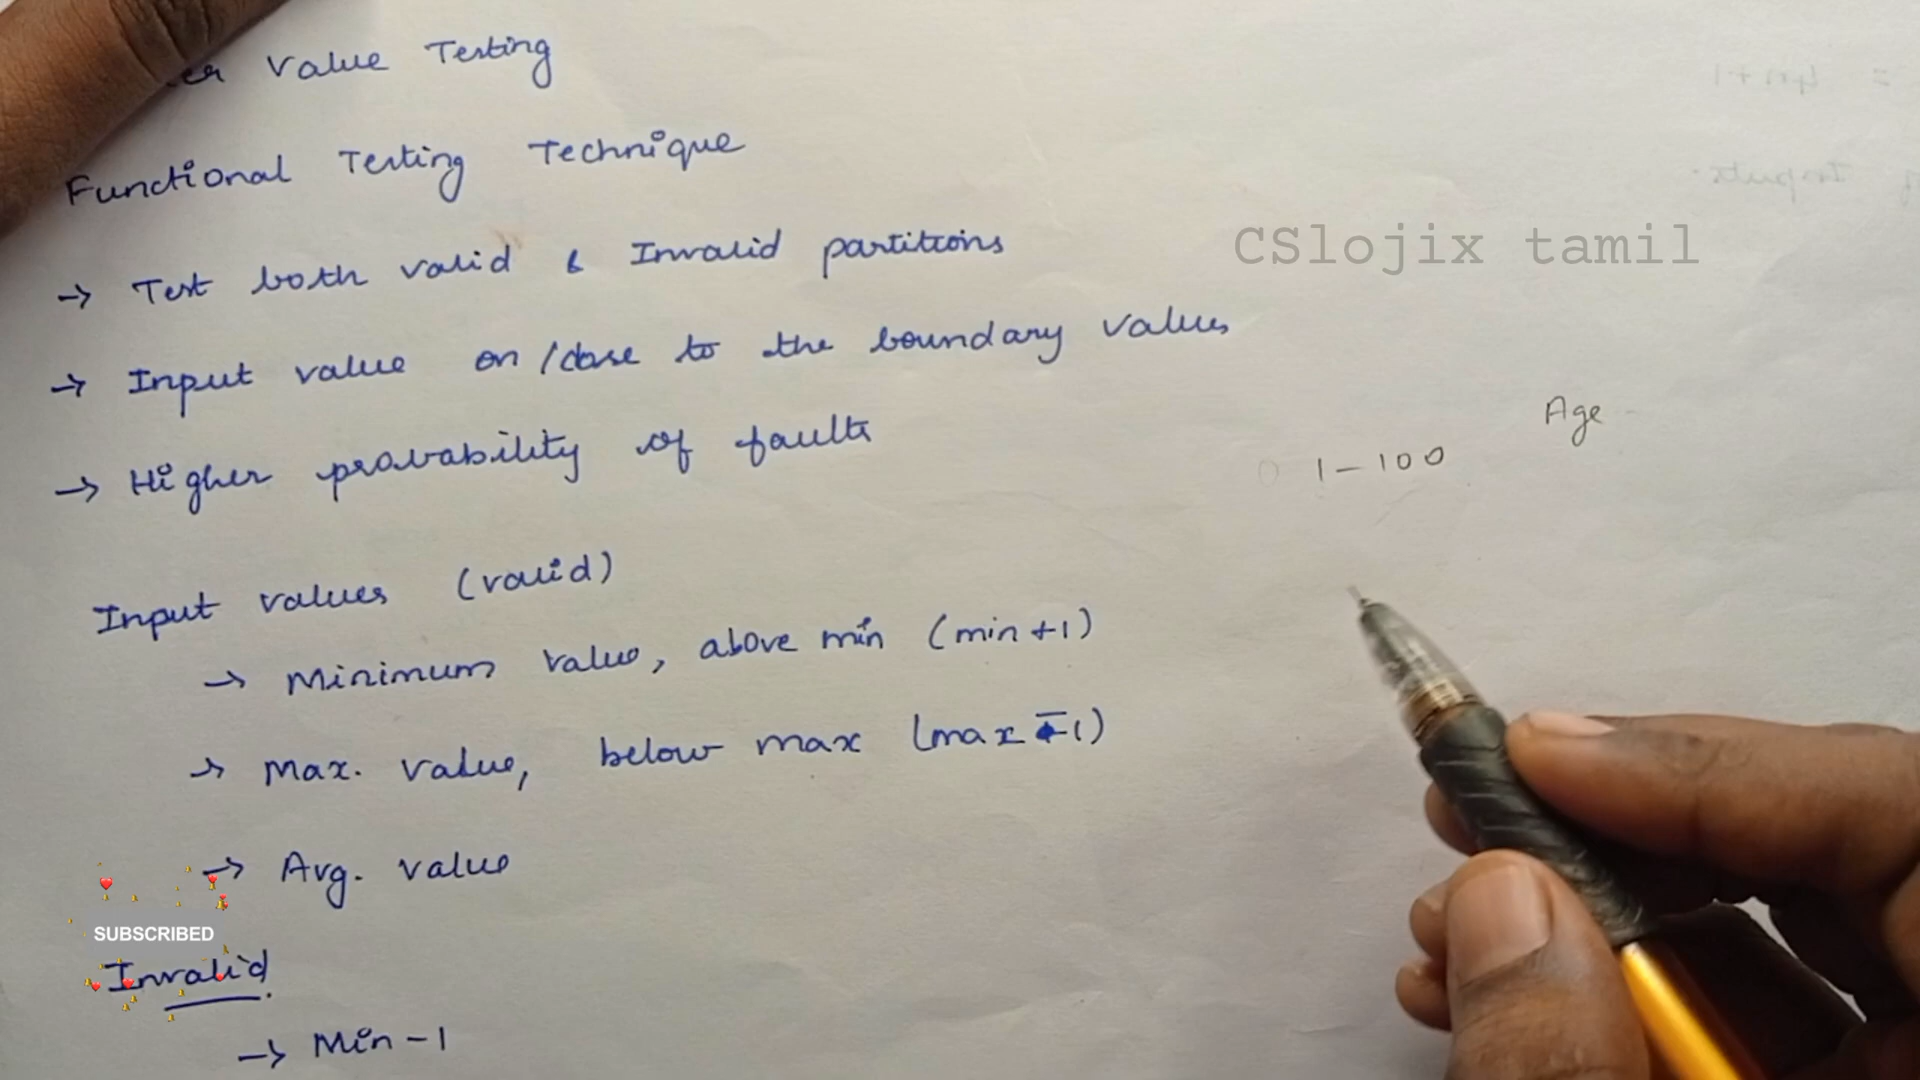 Value Testing
Functional Testing Technique
→ Test both valid & Invalid partitions
CSlojix tamil
→ Input value on/close to the boundary values
Age
1-100
→ Higher probability of faults
Input values (valid)
→ Minimum value, above min (min+1)
→ Max. value, below max (max-1)
→ Avg. value
SUBSCRIBED
Invalid
→ Min-1